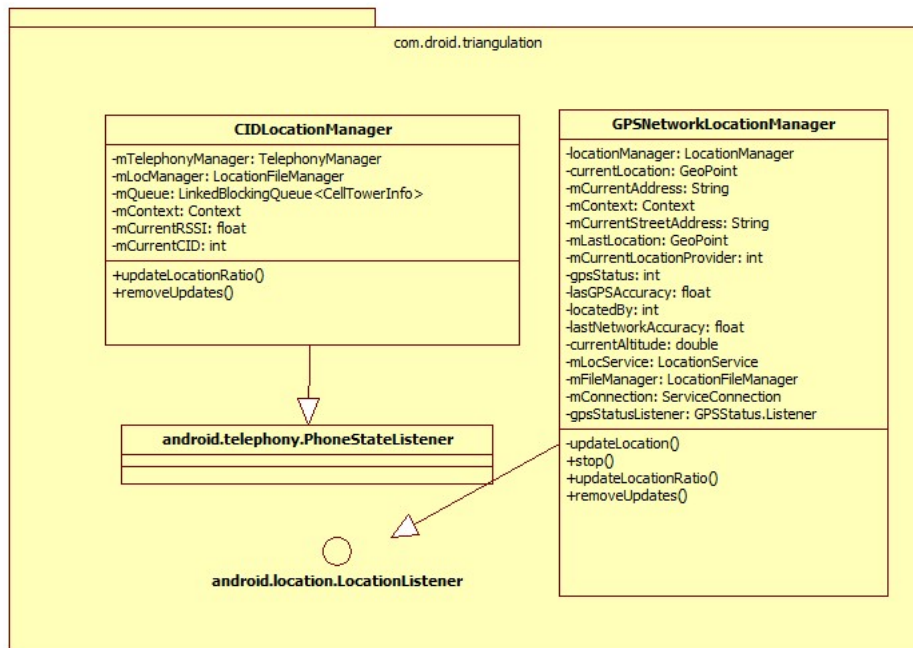 com.droid.triangulation
CIDLocationManager
-mTelephonyManager: TelephonyManager
-mLocManager: LocationFileManager
-mQueue: LinkedBlockingQueue<CellTowerInfo>
-mContext: Context
-mCurrentRSSI: float
-mCurrentCID: int
+updateLocationRatio()
+removeUpdates()
GPSNetworkLocationManager
-locationManager: LocationManager
-currentLocation: GeoPoint
-mCurrentAddress: String
-mContext: Context
-mCurrentStreetAddress: String
-mLastLocation: GeoPoint
-mCurrentLocationProvider: int
-gpsStatus: int
-lasGPSAccuracy: float
-locatedBy: int
-lastNetworkAccuracy: float
-currentAltitude: double
-mLocService: LocationService
-mFileManager: LocationFileManager
-mConnection: ServiceConnection
-gpsStatusListener: GPSStatus.Listener
-updateLocation()
+stop()
+updateLocationRatio()
+removeUpdates()
android.telephony.PhoneStateListener
android.location.LocationListener